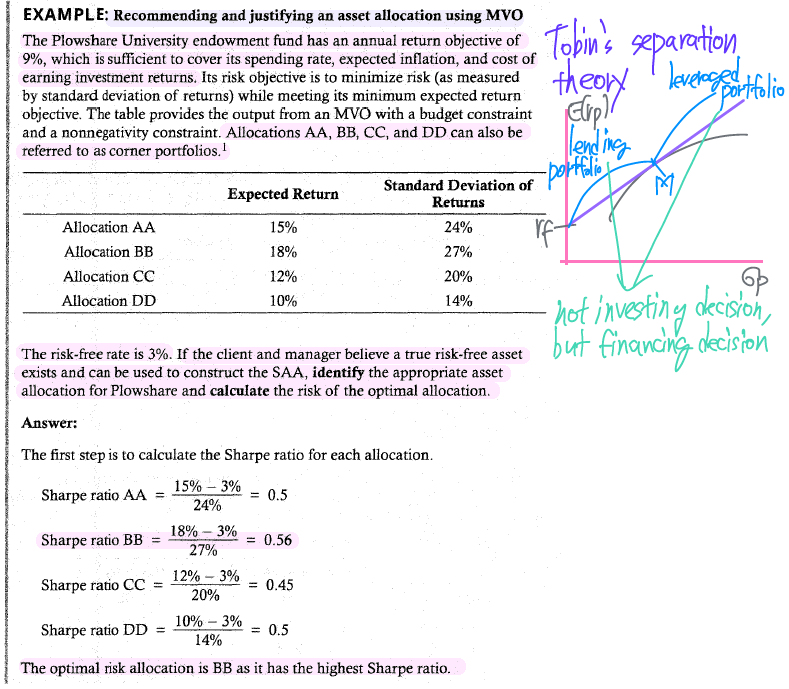 EXAMPLE: Recommending and justifying an asset allocation using MVO
The Plowshare University endowment fund has an annual return objective of
9%, which is sufficient to cover its spending rate, expected inflation, and cost of
earning investment returns. Its risk objective is to minimize risk (as measured
by standard deviation of returns) while meeting its minimum expected return
objective. The table provides the output from an MVO with a budget constraint
and a nonnegativity constraint. Allocations AA, BB, CC, and DD can also be
referred to as corner portfolios.¹
Expected Return Standard Deviation of
Returns
Allocation AA 15% 24%
Allocation BB 18% 27%
Allocation CC 12% 20%
Allocation DD 10% 14%
The risk-free rate is 3%. If the client and manager believe a true risk-free asset
exists and can be used to construct the SAA, identify the appropriate asset
allocation for Plowshare and calculate the risk of the optimal allocation.
Answer:
The first step is to calculate the Sharpe ratio for each allocation.
Sharpe ratio AA = 15% − 3% / 24% = 0.5
Sharpe ratio BB = 18% − 3% / 27% = 0.56
Sharpe ratio CC = 12% − 3% / 20% = 0.45
Sharpe ratio DD = 10% − 3% / 14% = 0.5
The optimal risk allocation is BB as it has the highest Sharpe ratio.
Tobin's separation
theory
leveraged
portfolio
E(rp)
lending
portfolio
M
rf
σp
not investing decision,
but financing decision